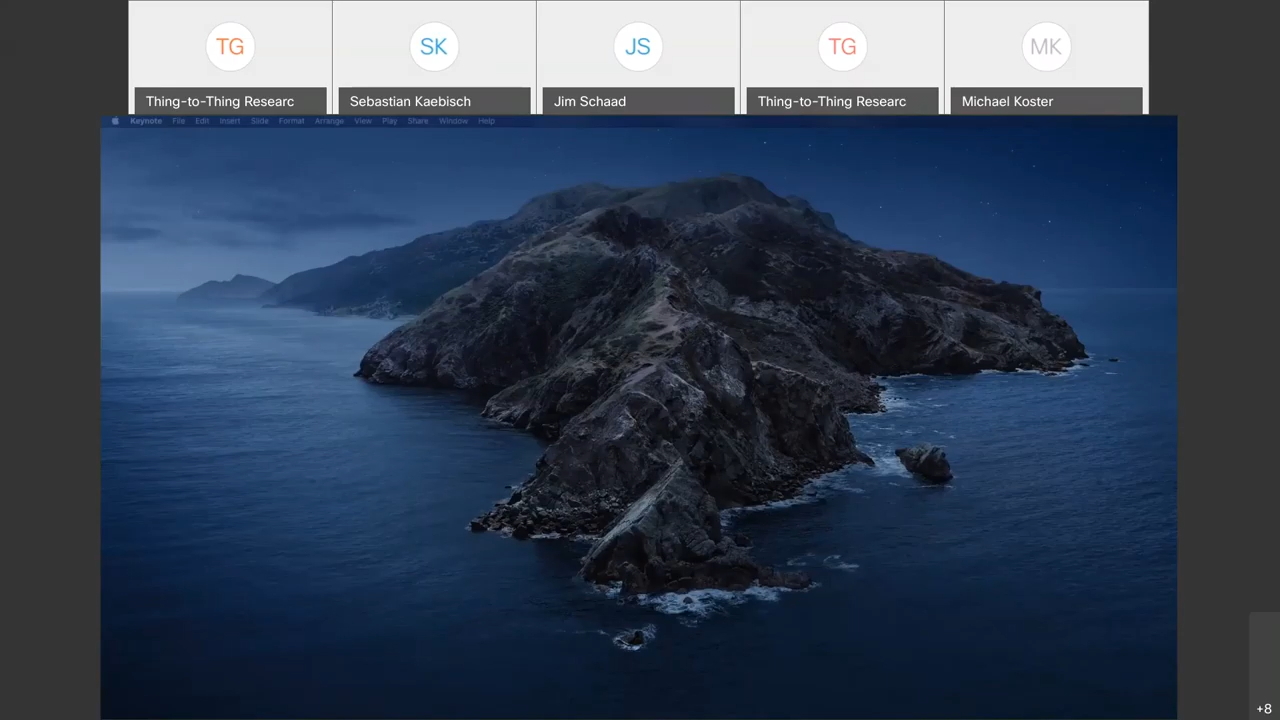 TG SK JS TG MK
Thing-to-Thing Researc Sebastian Kaebisch Jim Schaad Thing-to-Thing Researc Michael Koster
Keynote File Edit Insert Slide Format Arrange View Play Share Window Help
+8